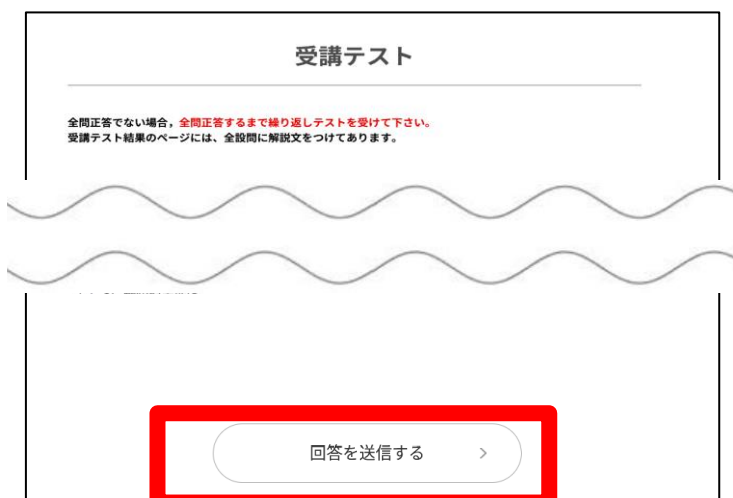 受講テスト
全問正答でない場合，全問正答するまで繰り返しテストを受けて下さい。
受講テスト結果のページには、全設問に解説文をつけてあります。
回答を送信する